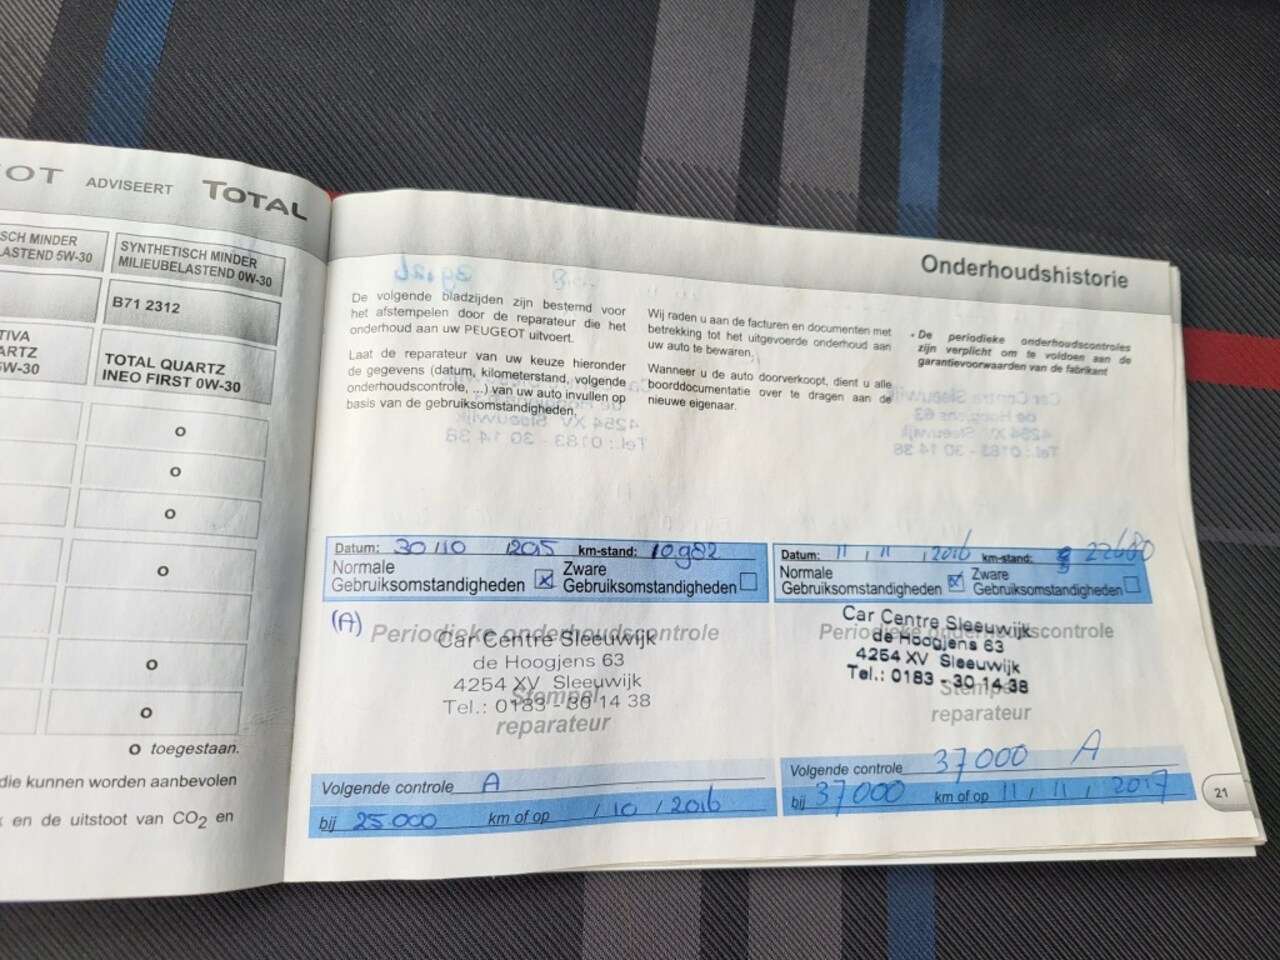 OT ADVISEERT TOTAL
SCH MINDER
LASTEND 5W-30
SYNTHETISCH MINDER
MILIEUBELASTEND 0W-30
B71 2312
TIVA
ARTZ
5W-30
TOTAL QUARTZ
INEO FIRST 0W-30
o
o
o
o
o
o
o toegestaan.
die kunnen worden aanbevolen
k en de uitstoot van CO2 en
Onderhoudshistorie
De volgende bladzijden zijn bestemd voor
het afstempelen door de reparateur die het
onderhoud aan uw PEUGEOT uitvoert.
Laat de reparateur van uw keuze hieronder
de gegevens (datum, kilometerstand, volgende
onderhoudscontrole, ...) van uw auto invullen op
basis van de gebruiksomstandigheden.
Wij raden u aan de facturen en documenten met
betrekking tot het uitgevoerde onderhoud aan
uw auto te bewaren.
Wanneer u de auto doorverkoopt, dient u alle
boorddocumentatie over te dragen aan de
nieuwe eigenaar.
- De periodieke onderhoudscontroles
zijn verplicht om te voldoen aan de
garantievoorwaarden van de fabrikant
Datum: 30/10 /2015 km-stand: 10.982
Normale
Gebruiksomstandigheden x
Zware
Gebruiksomstandigheden
(A) Periodieke onderhoudscontrole
Car Centre Sleeuwijk
de Hoogjens 63
4254 XV Sleeuwijk
Tel.: 0183 - 30 14 38
Stempel
reparateur
Volgende controle A
bij 25.000 km of op / 10 / 2016
Datum: 11 / 11 / 2016 km-stand: 22680
Normale
Gebruiksomstandigheden x
Zware
Gebruiksomstandigheden
Periodieke onderhoudscontrole
Car Centre Sleeuwijk
de Hoogjens 63
4254 XV Sleeuwijk
Tel.: 0183 - 30 14 38
Stempel
reparateur
Volgende controle 37000 A
bij 37000 km of op 11 / 11 / 2017
21